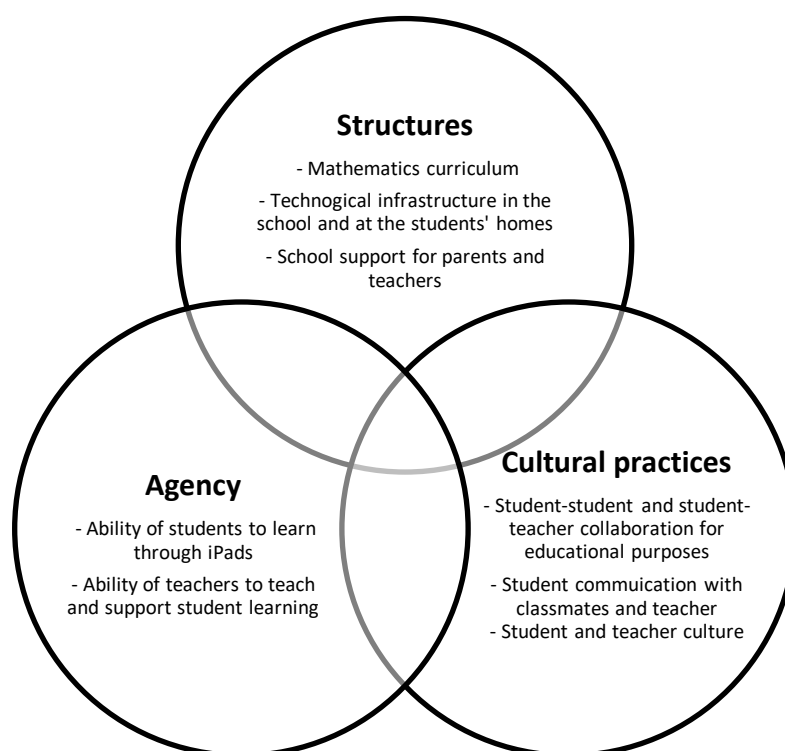 Structures
- Mathematics curriculum
- Technogical infrastructure in the
school and at the students' homes
- School support for parents and
teachers
Agency
- Ability of students to learn
through iPads
- Ability of teachers to teach
and support student learning
Cultural practices
- Student-student and student-
teacher collaboration for
educational purposes
- Student commuication with
classmates and teacher
- Student and teacher culture